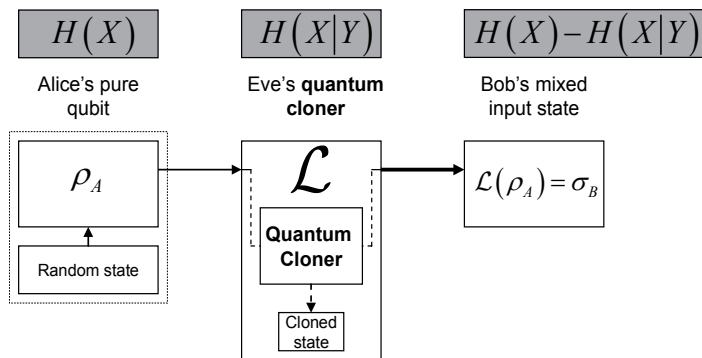 H(X)
H(X|Y)
H(X)−H(X|Y)
Alice's pure
qubit
Eve's quantum
cloner
Bob's mixed
input state
ρ_A
Random state
ℒ
Quantum
Cloner
Cloned
state
ℒ(ρ_A)=σ_B